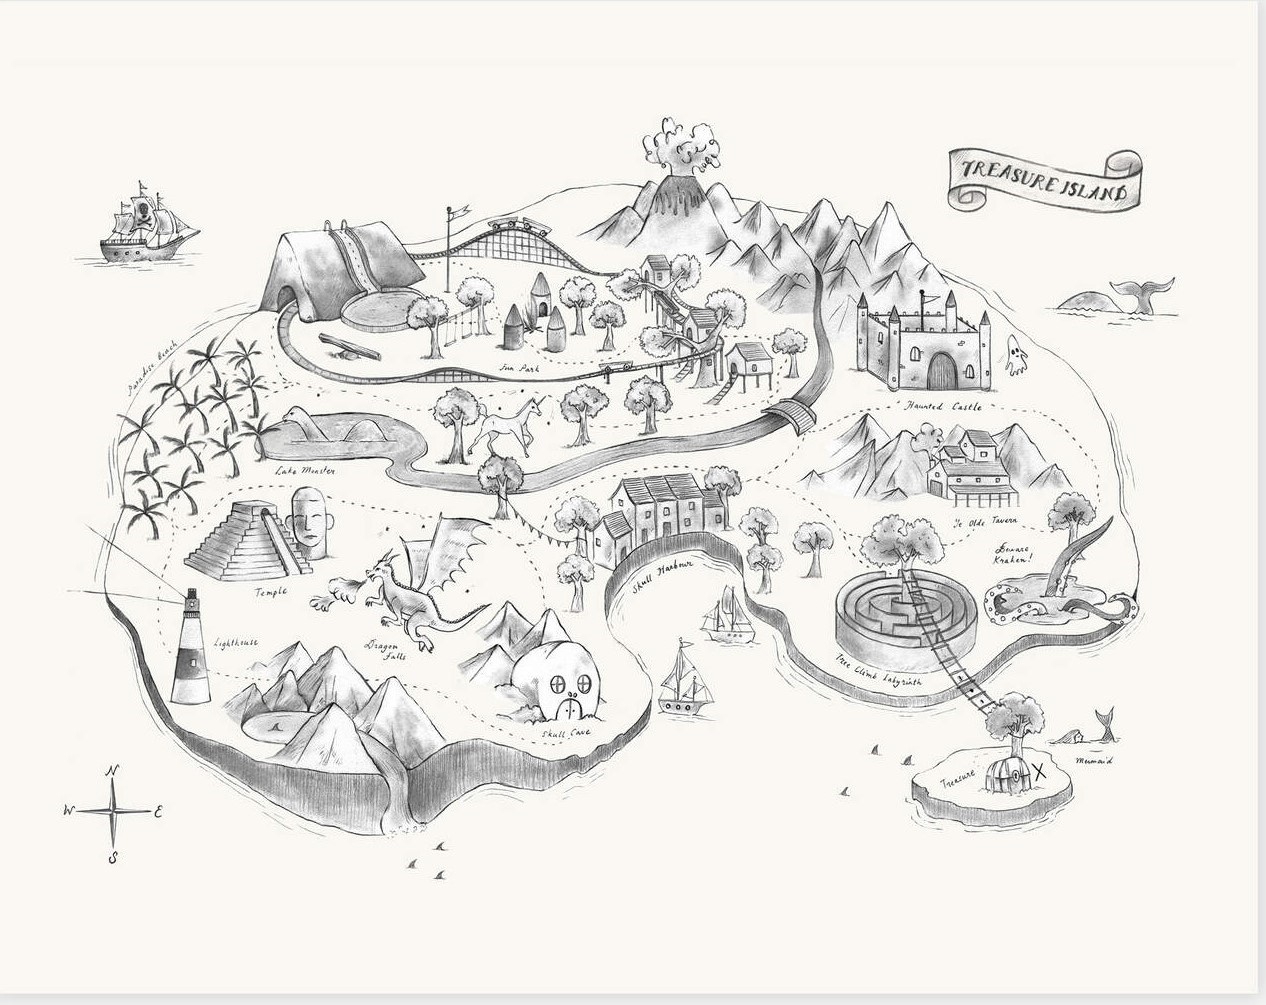 TREASURE ISLAND
Paradise Beach
Fun Park
Haunted Castle
Lake Monster
Ye Olde Tavern
Beware
Kraken!
Skull Harbour
Temple
Lighthouse
Dragon
Falls
Tree Climb Labyrinth
Skull Cave
Mermaid
Treasure
X
N
W
E
S